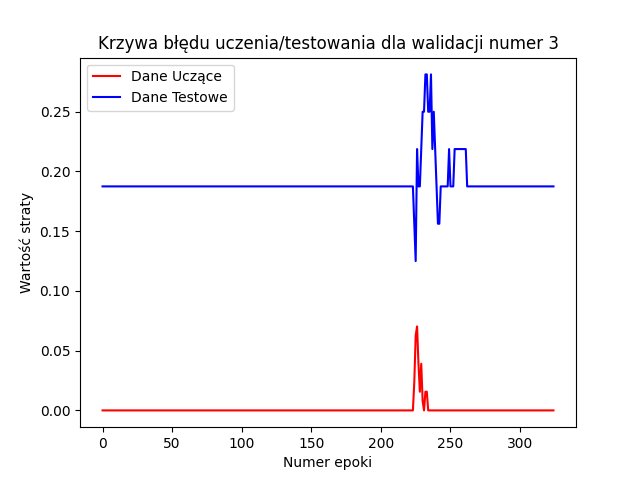 Krzywa błędu uczenia/testowania dla walidacji numer 3
Dane Uczące
Dane Testowe
0.25
0.20
0.15
0.10
0.05
0.00
Wartość straty
0 50 100 150 200 250 300
Numer epoki